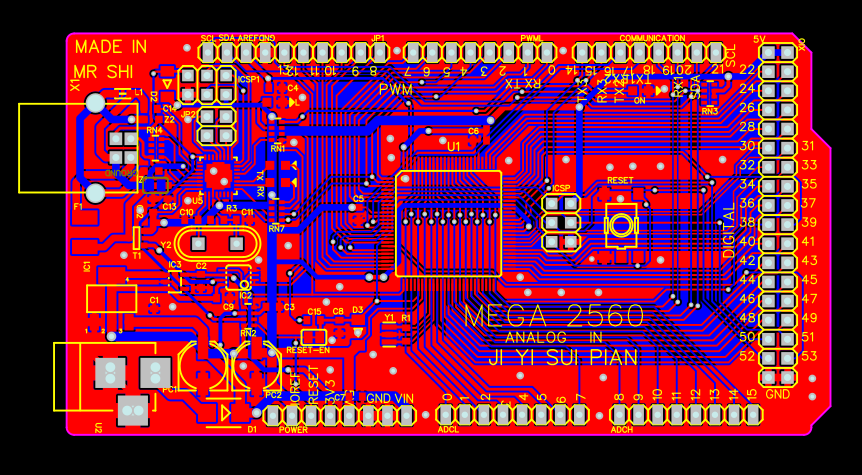 MADE IN
MR SHI
X1
SCL SDA AREF GND
JP1
PWML
COMMUNICATION
5V
XIO
13 12 11 10 9 8
7 6 5 4 3 2 1 0
14 15 16 17 18 19 20 21
SCL
SDA
PWM
RX TX
TX3
RX3
TX2
RX1
ON
RN3
ICSP1
JP2
L1
C4
L
Z2
RN4
RN1
TX
RX
C6
U1
GROUND
U5
F1
C13
C10
R3
C11
C5
RN7
ICSP
RESET
DIGITAL
22
24
26
28
30 31
32 33
34 35
36 37
38 39
40 41
42 43
44 45
46 47
48 49
50 51
52 53
GND
T1
Y2
IC1
IC3
C2
IC2
C1
C9
C3
C15
C8
D3
Y1
R1
RN2
RESET-EN
MEGA 2560
ANALOG IN
JI YI SUI PIAN
PC1
PC2
U2
D1
RESET
3V3
C7
GND VIN
POWER
0 1 2 3 4 5 6 7
8 9 10 11 12 13 14 15
ADCL
ADCH